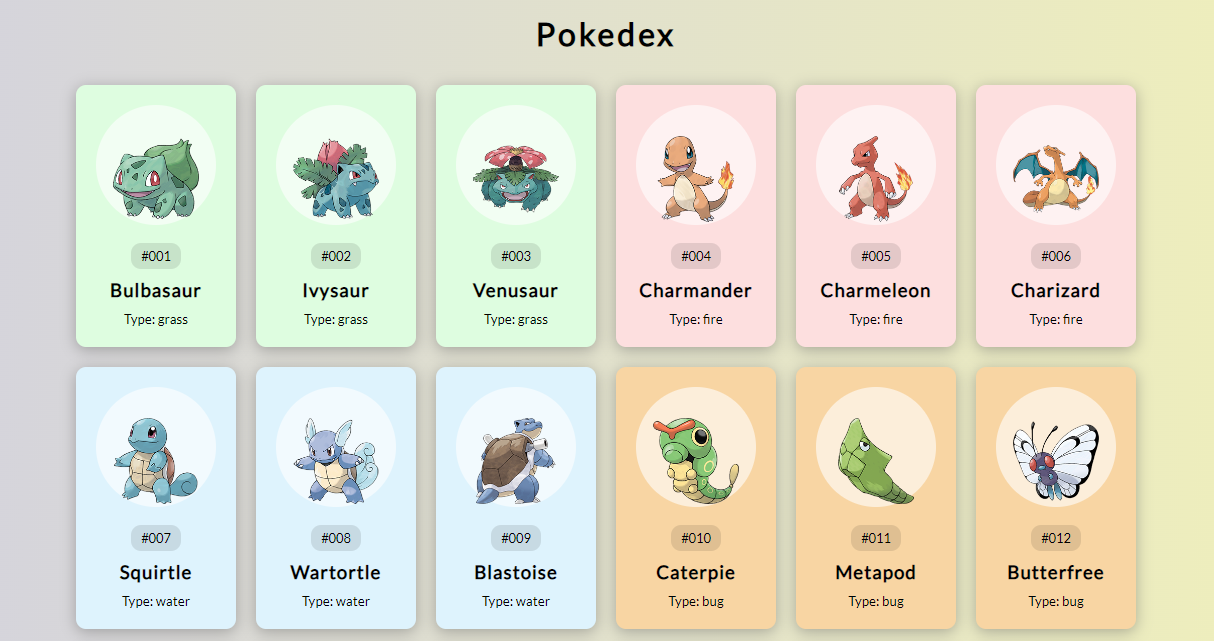 Pokedex
#001
Bulbasaur
Type: grass
#002
Ivysaur
Type: grass
#003
Venusaur
Type: grass
#004
Charmander
Type: fire
#005
Charmeleon
Type: fire
#006
Charizard
Type: fire
#007
Squirtle
Type: water
#008
Wartortle
Type: water
#009
Blastoise
Type: water
#010
Caterpie
Type: bug
#011
Metapod
Type: bug
#012
Butterfree
Type: bug